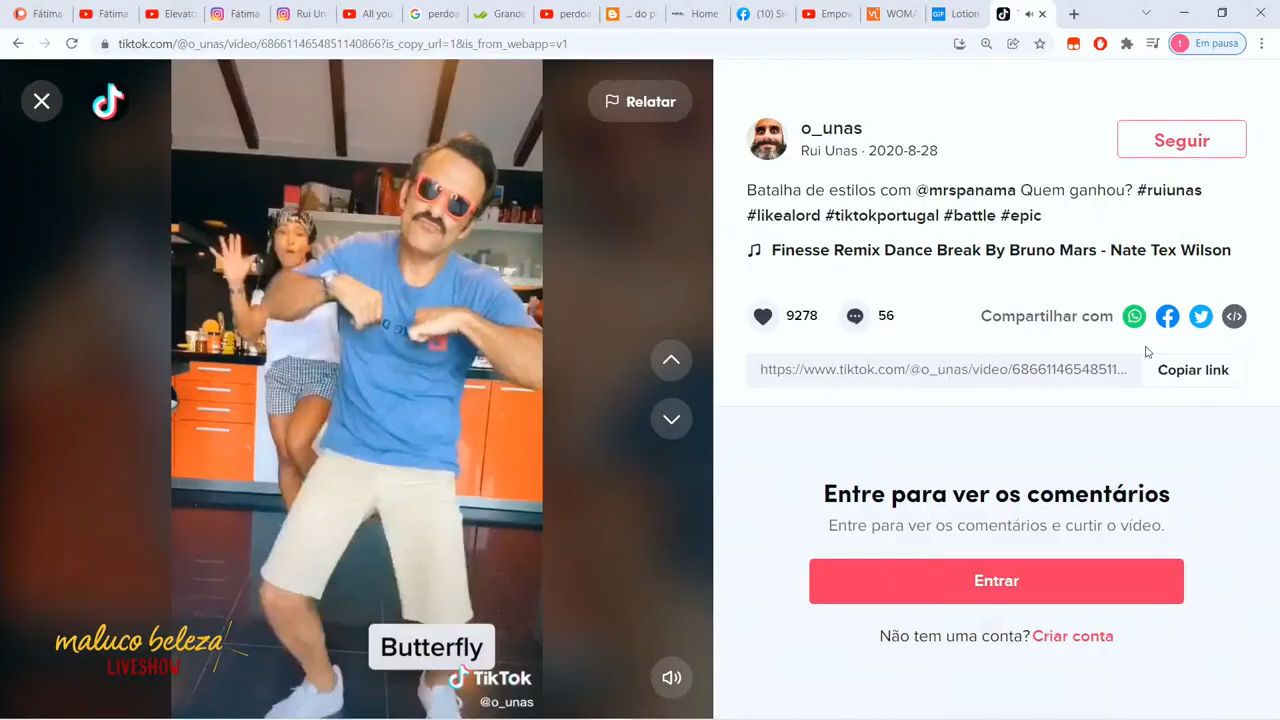 Fátima
Fátima
Elevato
Fátima
Rui Un
All you
perdoa
Grande
perdoa
... do p
Home
(10) Sin
Empow
WOMA
Lotion
tiktok.com/@o_unas/video/6866114654851140866?is_copy_url=1&is_from_webapp=v1
Em pausa
Relatar
o_unas
Rui Unas · 2020-8-28
Seguir
Batalha de estilos com @mrspanama Quem ganhou? #ruiunas
#likealord #tiktokportugal #battle #epic
Finesse Remix Dance Break By Bruno Mars - Nate Tex Wilson
9278
56
Compartilhar com
https://www.tiktok.com/@o_unas/video/68661146548511...
Copiar link
Entre para ver os comentários
Entre para ver os comentários e curtir o vídeo.
Entrar
Não tem uma conta? Criar conta
maluco beleza
LIVESHOW
Butterfly
TikTok
@o_unas